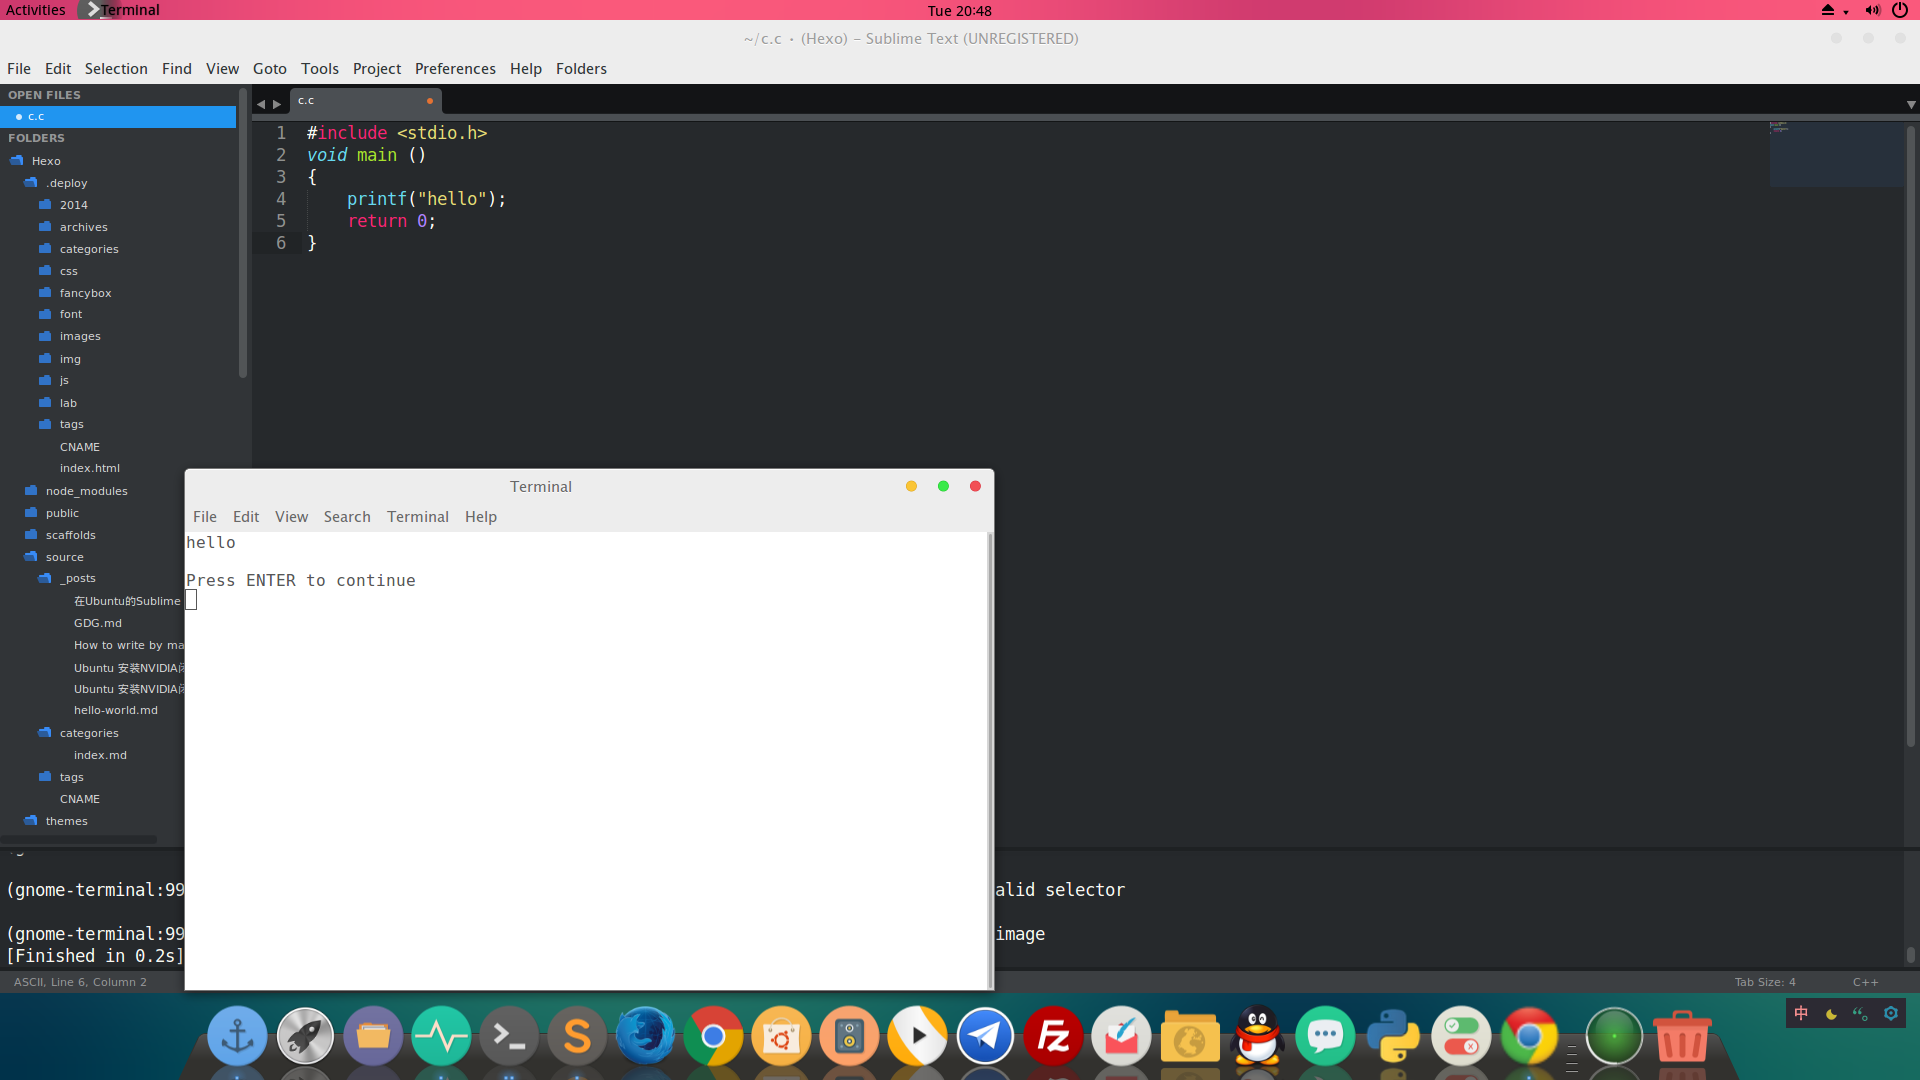 Activities
Terminal
Tue 20:48
~/c.c • (Hexo) – Sublime Text (UNREGISTERED)
File Edit Selection Find View Goto Tools Project Preferences Help Folders
OPEN FILES
c.c
FOLDERS
Hexo
.deploy
2014
archives
categories
css
fancybox
font
images
img
js
lab
tags
CNAME
index.html
node_modules
public
scaffolds
source
_posts
在Ubuntu的Sublime
GDG.md
How to write by ma
Ubuntu 安装NVIDIA
Ubuntu 安装NVIDIA
hello-world.md
categories
index.md
tags
CNAME
themes
c.c
1 #include <stdio.h>
2 void main ()
3 {
4 printf("hello");
5 return 0;
6 }
Terminal
File Edit View Search Terminal Help
hello
Press ENTER to continue
(gnome-terminal:99
alid selector
(gnome-terminal:99
image
[Finished in 0.2s]
ASCII, Line 6, Column 2
Tab Size: 4
C++
S
FZ
中